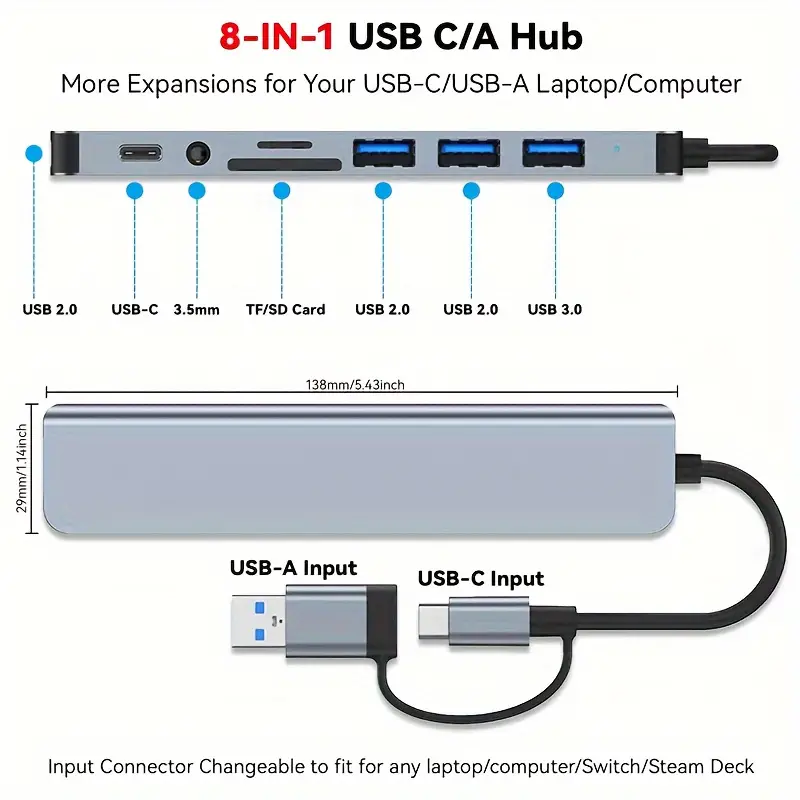 8-IN-1 USB C/A Hub
More Expansions for Your USB-C/USB-A Laptop/Computer
USB 2.0 USB-C 3.5mm TF/SD Card USB 2.0 USB 2.0 USB 3.0
138mm/5.43inch
29mm/1.14inch
USB-A Input
USB-C Input
Input Connector Changeable to fit for any laptop/computer/Switch/Steam Deck